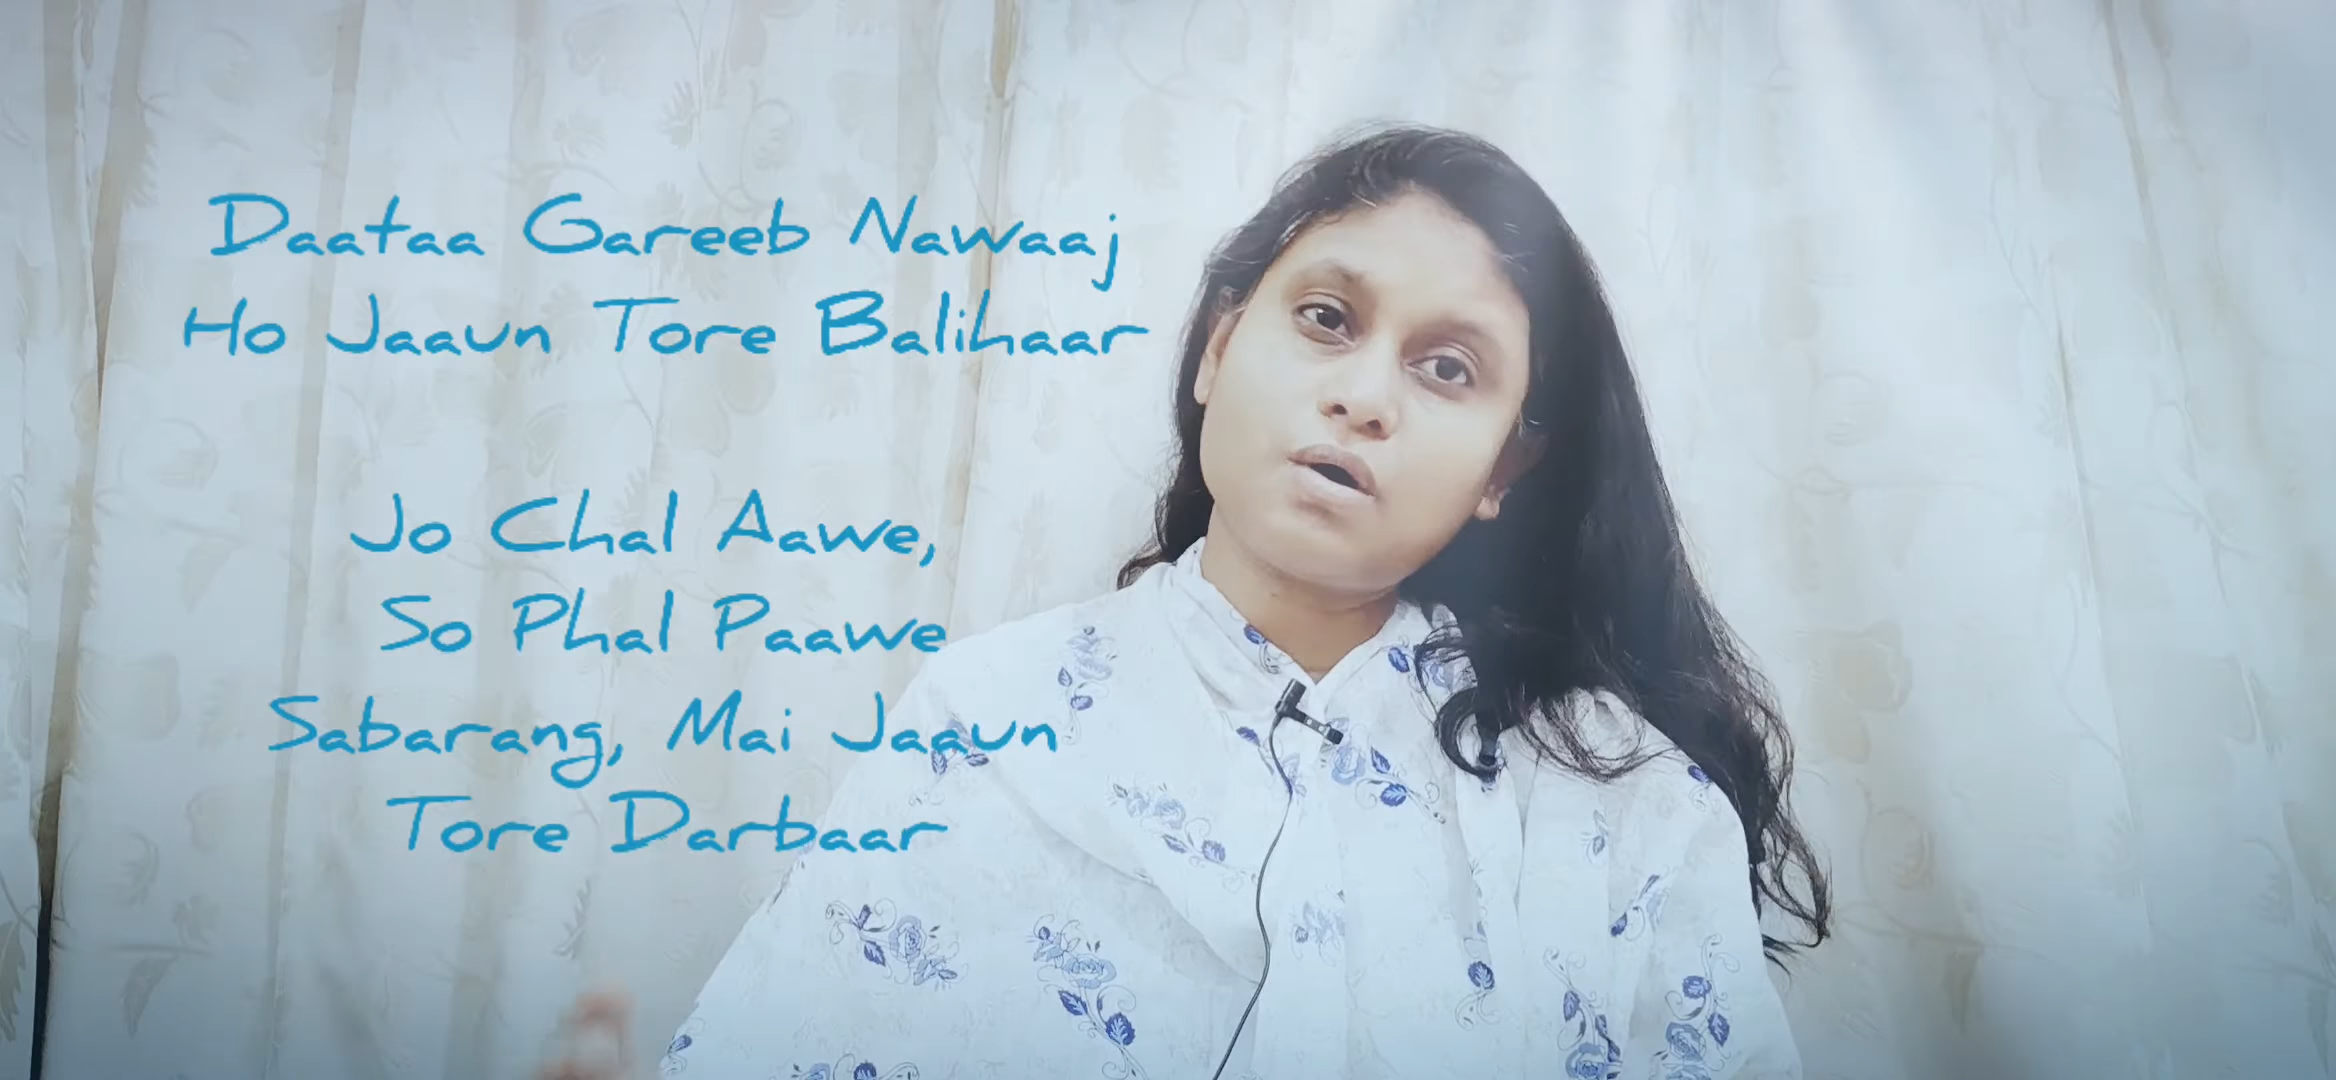 Daataa Gareeb Nawaaj
Ho Jaaun Tore Balihaar
Jo Chal Aawe,
So Phal Paawe
Sabarang, Mai Jaaun
Tore Darbaar